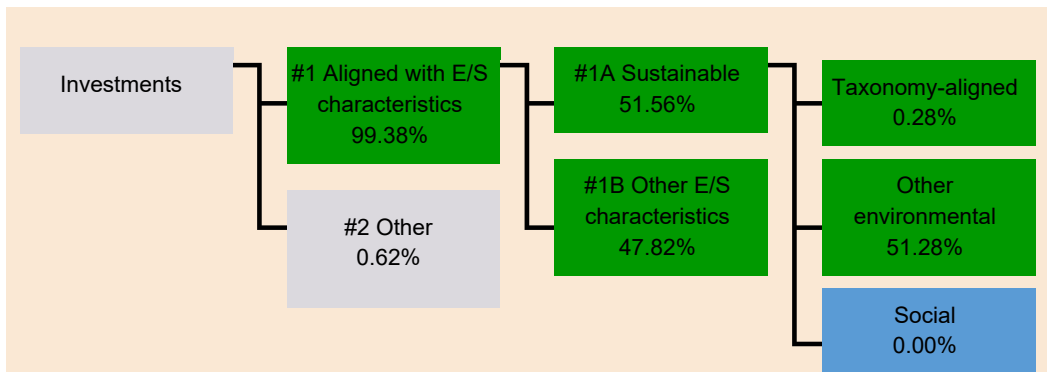 Investments
#1 Aligned with E/S
characteristics
99.38%
#2 Other
0.62%
#1A Sustainable
51.56%
#1B Other E/S
characteristics
47.82%
Taxonomy-aligned
0.28%
Other
environmental
51.28%
Social
0.00%